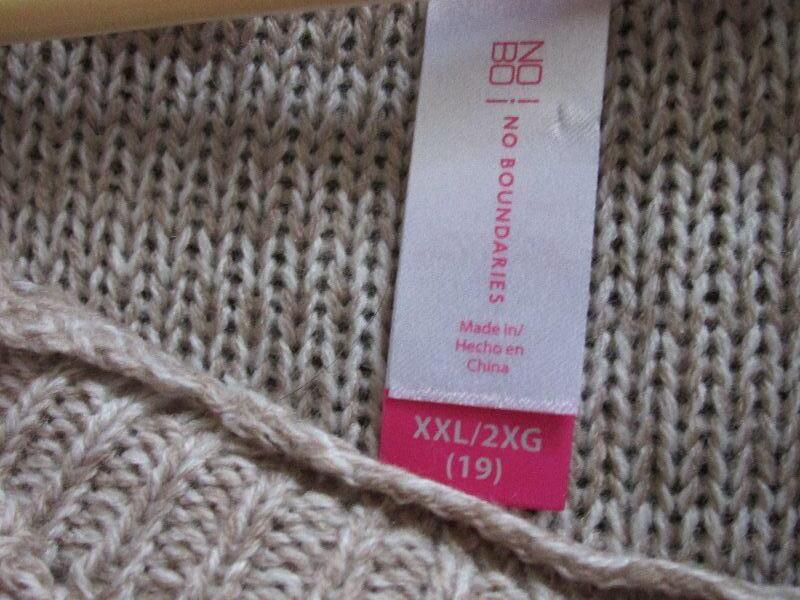 NO
BO
NO BOUNDARIES
Made in/
Hecho en
China
XXL/2XG
(19)